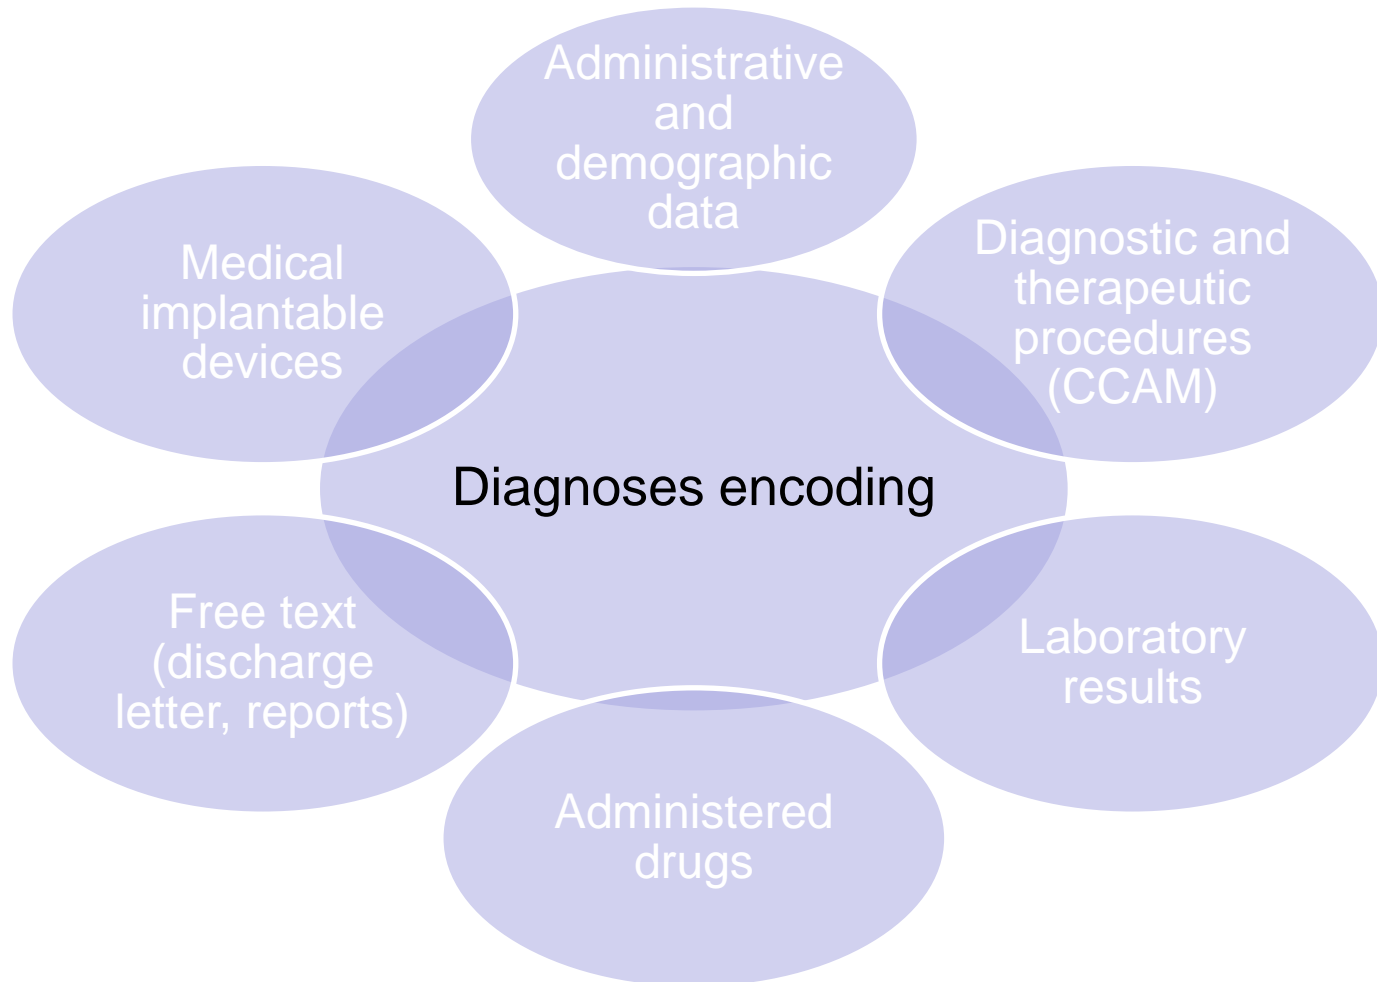 Administrative
and
demographic
data
Medical
implantable
devices
Diagnostic and
therapeutic
procedures
(CCAM)
Diagnoses encoding
Free text
(discharge
letter, reports)
Laboratory
results
Administered
drugs